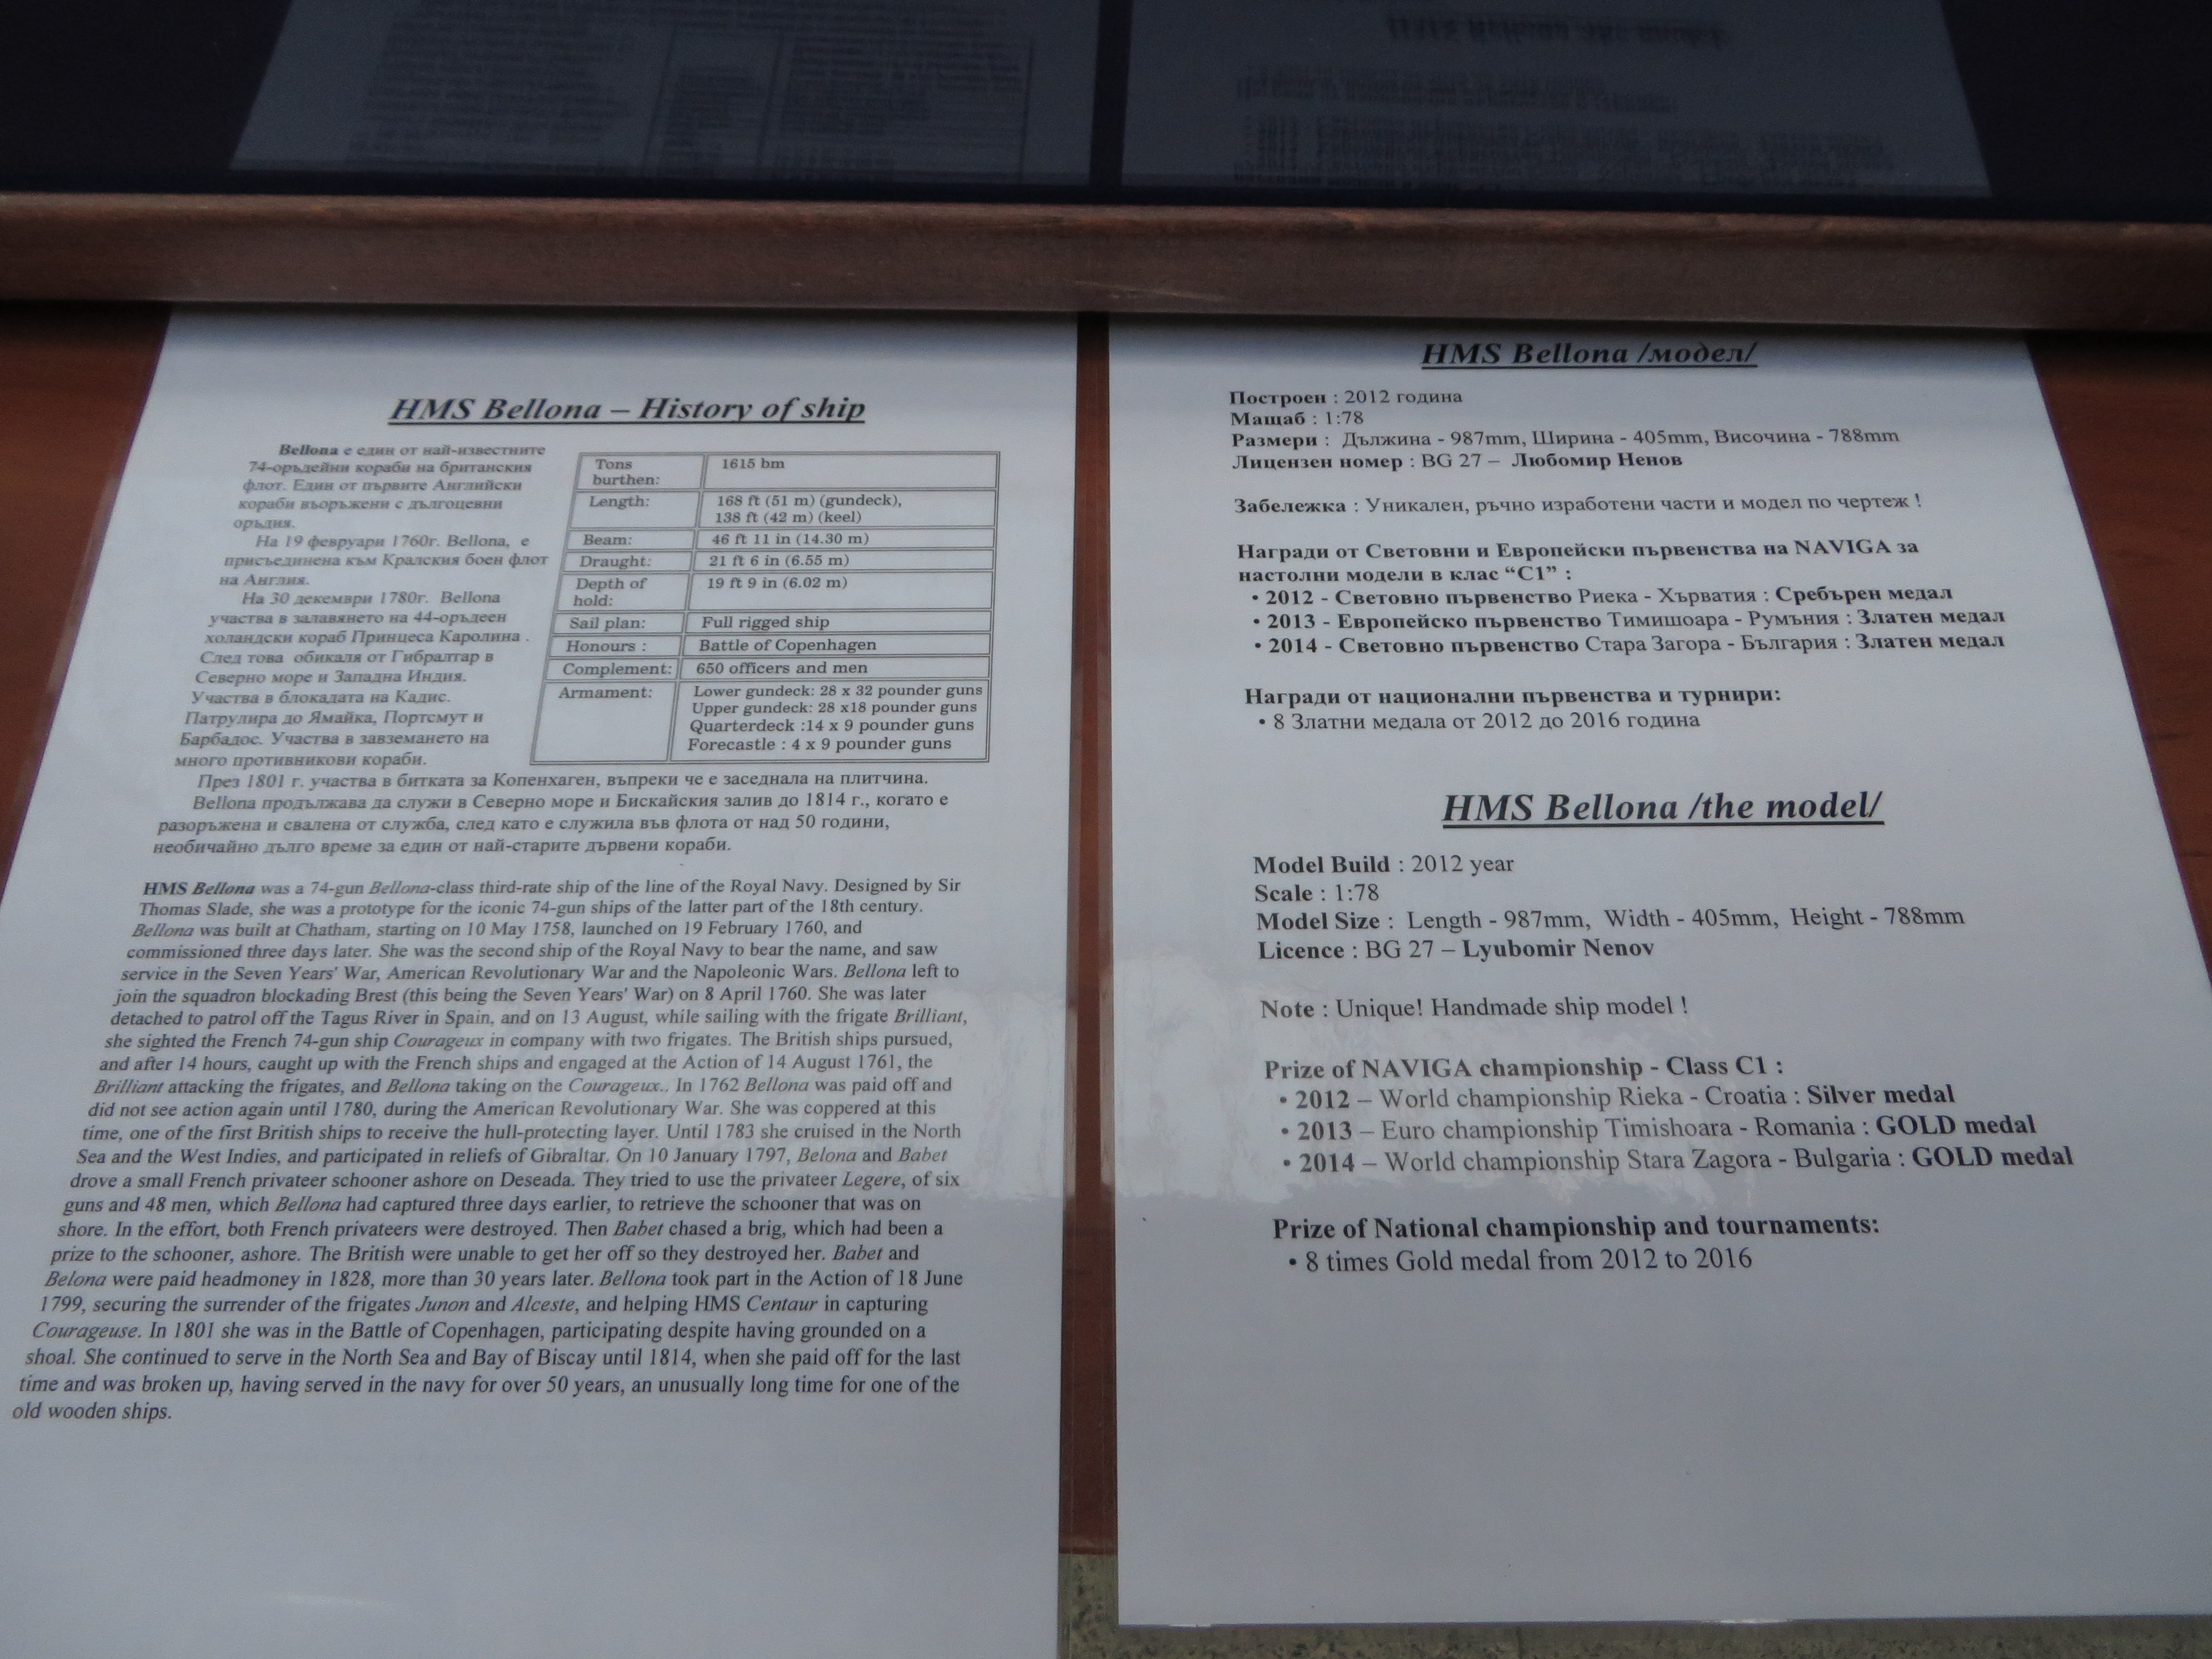 HMS Bellona – History of ship
Bellona е един от най-известните
74-оръдейни кораби на британския
флот. Един от първите Английски
кораби въоръжени с дългоцевни
оръдия.
На 19 февруари 1760г. Bellona, е
присъединена към Кралския боен флот
на Англия.
На 30 декември 1780г. Bellona
участва в залавянето на 44-оръдеен
холандски кораб Принцеса Каролина .
След това обикаля от Гибралтар в
Северно море и Западна Индия.
Участва в блокадата на Кадис.
Патрулира до Ямайка, Портсмут и
Барбадос. Участва в завземането на
много противникови кораби.
Tons burthen: 1615 bm
Length: 168 ft (51 m) (gundeck),
138 ft (42 m) (keel)
Beam: 46 ft 11 in (14.30 m)
Draught: 21 ft 6 in (6.55 m)
Depth of hold: 19 ft 9 in (6.02 m)
Sail plan: Full rigged ship
Honours : Battle of Copenhagen
Complement: 650 officers and men
Armament: Lower gundeck: 28 x 32 pounder guns
Upper gundeck: 28 x18 pounder guns
Quarterdeck :14 x 9 pounder guns
Forecastle : 4 x 9 pounder guns
През 1801 г. участва в битката за Копенхаген, въпреки че е заседнала на плитчина.
Bellona продължава да служи в Северно море и Бискайския залив до 1814 г., когато е
разоръжена и свалена от служба, след като е служила във флота от над 50 години,
необичайно дълго време за един от най-старите дървени кораби.
HMS Bellona was a 74-gun Bellona-class third-rate ship of the line of the Royal Navy. Designed by Sir
Thomas Slade, she was a prototype for the iconic 74-gun ships of the latter part of the 18th century.
Bellona was built at Chatham, starting on 10 May 1758, launched on 19 February 1760, and
commissioned three days later. She was the second ship of the Royal Navy to bear the name, and saw
service in the Seven Years' War, American Revolutionary War and the Napoleonic Wars. Bellona left to
join the squadron blockading Brest (this being the Seven Years' War) on 8 April 1760. She was later
detached to patrol off the Tagus River in Spain, and on 13 August, while sailing with the frigate Brilliant,
she sighted the French 74-gun ship Courageux in company with two frigates. The British ships pursued,
and after 14 hours, caught up with the French ships and engaged at the Action of 14 August 1761, the
Brilliant attacking the frigates, and Bellona taking on the Courageux.. In 1762 Bellona was paid off and
did not see action again until 1780, during the American Revolutionary War. She was coppered at this
time, one of the first British ships to receive the hull-protecting layer. Until 1783 she cruised in the North
Sea and the West Indies, and participated in reliefs of Gibraltar. On 10 January 1797, Belona and Babet
drove a small French privateer schooner ashore on Deseada. They tried to use the privateer Legere, of six
guns and 48 men, which Bellona had captured three days earlier, to retrieve the schooner that was on
shore. In the effort, both French privateers were destroyed. Then Babet chased a brig, which had been a
prize to the schooner, ashore. The British were unable to get her off so they destroyed her. Babet and
Belona were paid headmoney in 1828, more than 30 years later. Bellona took part in the Action of 18 June
1799, securing the surrender of the frigates Junon and Alceste, and helping HMS Centaur in capturing
Courageuse. In 1801 she was in the Battle of Copenhagen, participating despite having grounded on a
shoal. She continued to serve in the North Sea and Bay of Biscay until 1814, when she paid off for the last
time and was broken up, having served in the navy for over 50 years, an unusually long time for one of the
old wooden ships.
HMS Bellona /модел/
Построен : 2012 година
Мащаб : 1:78
Размери : Дължина - 987mm, Ширина - 405mm, Височина - 788mm
Лицензен номер : BG 27 – Любомир Ненов
Забележка : Уникален, ръчно изработени части и модел по чертеж !
Награди от Световни и Европейски първенства на NAVIGA за
настолни модели в клас “C1” :
• 2012 - Световно първенство Риека - Хърватия : Сребърен медал
• 2013 - Европейско първенство Тимишоара - Румъния : Златен медал
• 2014 - Световно първенство Стара Загора - България : Златен медал
Награди от национални първенства и турнири:
• 8 Златни медала от 2012 до 2016 година
HMS Bellona /the model/
Model Build : 2012 year
Scale : 1:78
Model Size : Length - 987mm, Width - 405mm, Height - 788mm
Licence : BG 27 – Lyubomir Nenov
Note : Unique! Handmade ship model !
Prize of NAVIGA championship - Class C1 :
• 2012 – World championship Rieka - Croatia : Silver medal
• 2013 – Euro championship Timishoara - Romania : GOLD medal
• 2014 – World championship Stara Zagora - Bulgaria : GOLD medal
Prize of National championship and tournaments:
• 8 times Gold medal from 2012 to 2016